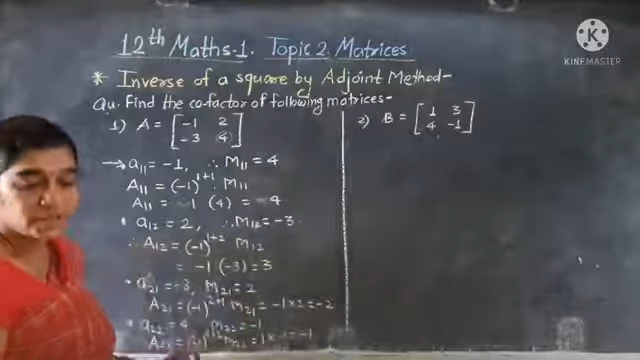 12th Maths-1. Topic 2. Matrices
* Inverse of a square by Adjoint Method-
Qu. Find the co-factor of following matrices-
1) A = [-1 2
-3 4]
→ a11 = -1, ∴ M11 = 4
A11 = (-1)^1+1 M11
A11 = 1 (4) = 4
• a12 = 2, ∴ M12 = -3.
∴ A12 = (-1)^1+2 M12
= -1 (-3) = 3
• a21 = -3, M21 = 2
A21 = (-1)^2+1 M21 = -1×2 = -2
• a22 = 4, M22 = -1
2) B = [1 3
4 -1]
K
KINEMASTER